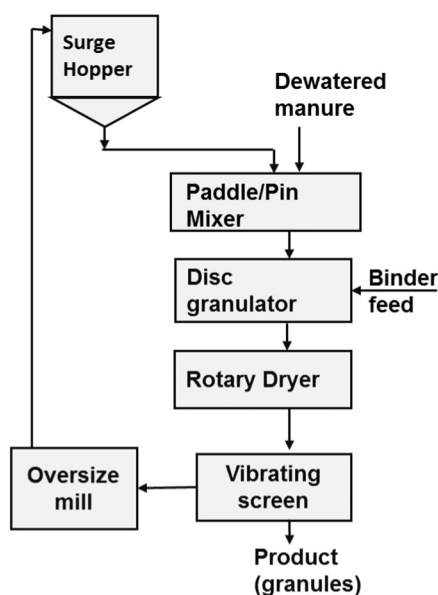 Surge
Hopper
Dewatered
manure
Paddle/Pin
Mixer
Disc
granulator
Binder
feed
Rotary Dryer
Oversize
mill
Vibrating
screen
Product
(granules)